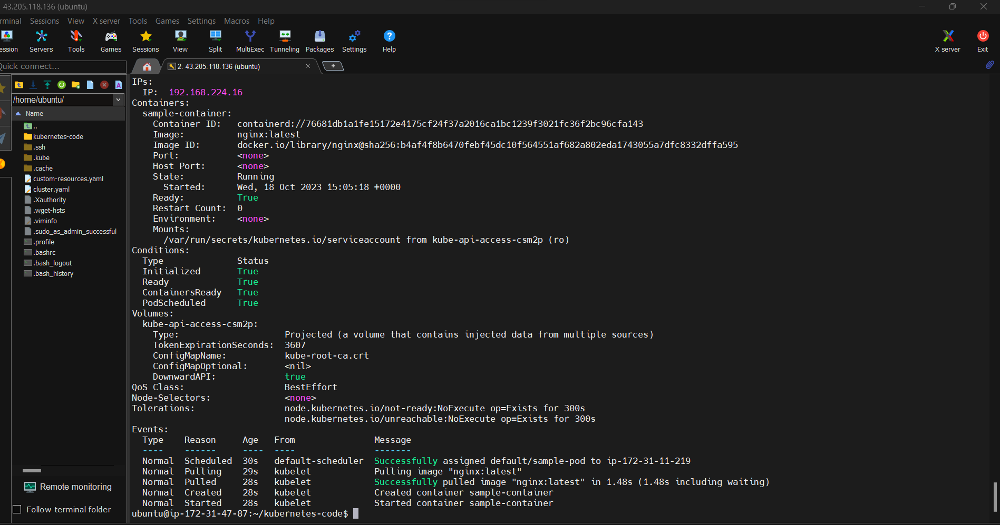 43.205.118.136 (ubuntu)
rminal Sessions View X server Tools Games Settings Macros Help
ession Servers Tools Games Sessions View Split MultiExec Tunneling Packages Settings Help X server Exit
Quick connect...
2. 43.205.118.136 (ubuntu)
/home/ubuntu/
Name
..
kubernetes-code
.ssh
.kube
.cache
custom-resources.yaml
cluster.yaml
.Xauthority
.wget-hsts
.viminfo
.sudo_as_admin_successful
.profile
.bashrc
.bash_logout
.bash_history
Remote monitoring
Follow terminal folder
IPs:
IP: 192.168.224.16
Containers:
sample-container:
Container ID: containerd://76681db1a1fe15172e4175cf24f37a2016ca1bc1239f3021fc36f2bc96cfa143
Image: nginx:latest
Image ID: docker.io/library/nginx@sha256:b4af4f8b6470febf45dc10f564551af682a802eda1743055a7dfc8332dffa595
Port: <none>
Host Port: <none>
State: Running
Started: Wed, 18 Oct 2023 15:05:18 +0000
Ready: True
Restart Count: 0
Environment: <none>
Mounts:
/var/run/secrets/kubernetes.io/serviceaccount from kube-api-access-csm2p (ro)
Conditions:
Type Status
Initialized True
Ready True
ContainersReady True
PodScheduled True
Volumes:
kube-api-access-csm2p:
Type: Projected (a volume that contains injected data from multiple sources)
TokenExpirationSeconds: 3607
ConfigMapName: kube-root-ca.crt
ConfigMapOptional: <nil>
DownwardAPI: true
QoS Class: BestEffort
Node-Selectors: <none>
Tolerations: node.kubernetes.io/not-ready:NoExecute op=Exists for 300s
node.kubernetes.io/unreachable:NoExecute op=Exists for 300s
Events:
Type Reason Age From Message
---- ------ ---- ---- -------
Normal Scheduled 30s default-scheduler Successfully assigned default/sample-pod to ip-172-31-11-219
Normal Pulling 29s kubelet Pulling image "nginx:latest"
Normal Pulled 28s kubelet Successfully pulled image "nginx:latest" in 1.48s (1.48s including waiting)
Normal Created 28s kubelet Created container sample-container
Normal Started 28s kubelet Started container sample-container
ubuntu@ip-172-31-47-87:~/kubernetes-code$